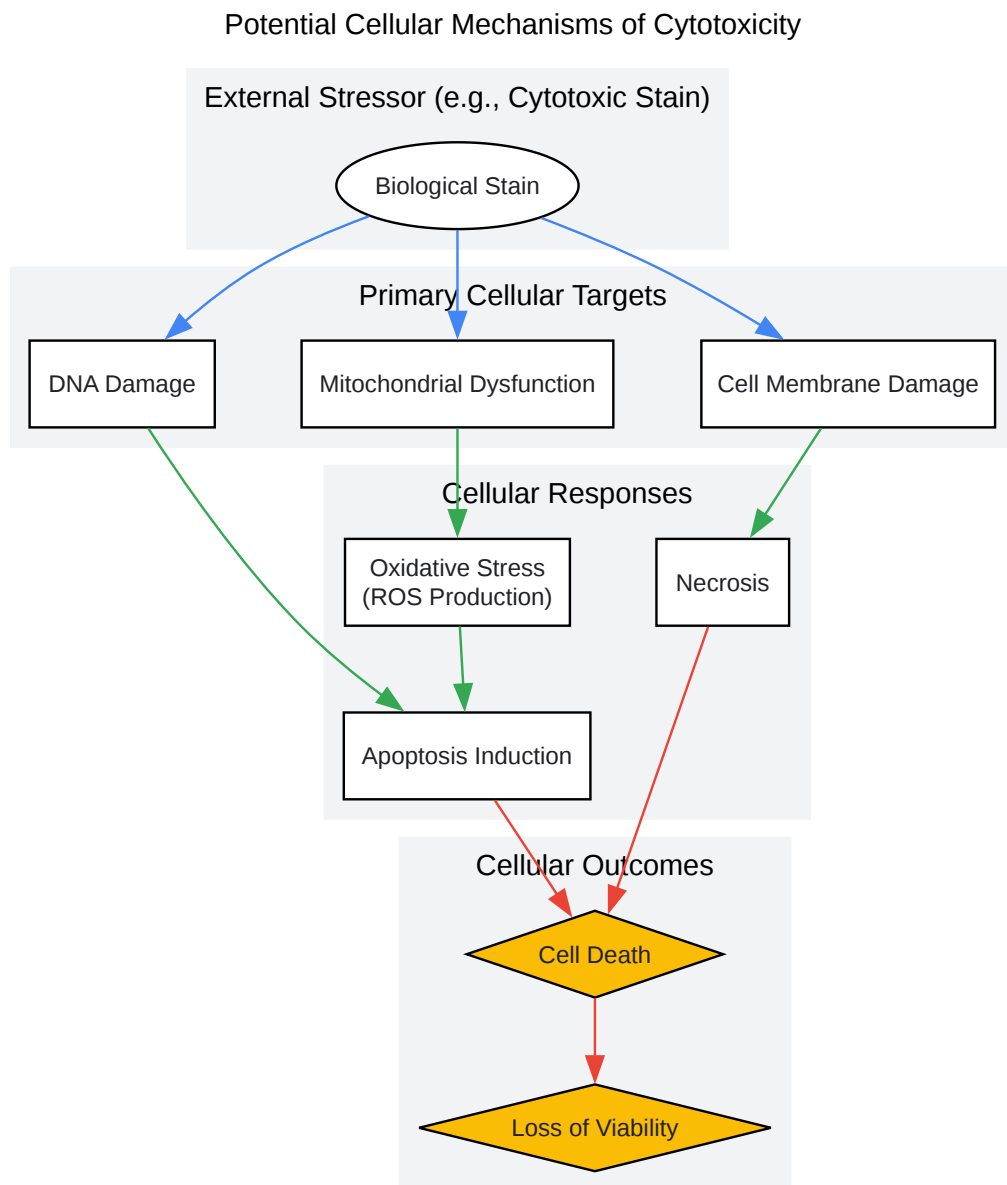 Potential Cellular Mechanisms of Cytotoxicity
External Stressor (e.g., Cytotoxic Stain)
Biological Stain
Primary Cellular Targets
DNA Damage
Mitochondrial Dysfunction
Cell Membrane Damage
Cellular Responses
Oxidative Stress
(ROS Production)
Necrosis
Apoptosis Induction
Cellular Outcomes
Cell Death
Loss of Viability